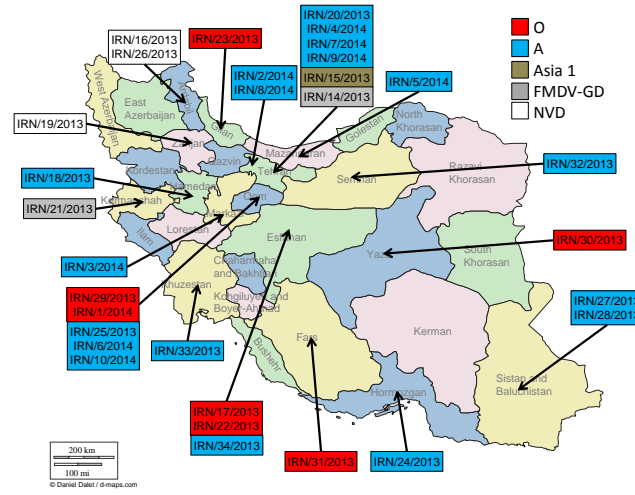 IRN/16/2013
IRN/26/2013
IRN/23/2013
IRN/20/2013
IRN/4/2014
IRN/7/2014
IRN/9/2014
IRN/15/2013
IRN/14/2013
IRN/2/2014
IRN/8/2014
IRN/5/2014
O
A
Asia 1
FMDV-GD
NVD
IRN/19/2013
IRN/18/2013
IRN/21/2013
IRN/32/2013
IRN/30/2013
IRN/3/2014
IRN/29/2013
IRN/1/2014
IRN/25/2013
IRN/6/2014
IRN/10/2014
IRN/33/2013
IRN/27/2013
IRN/28/2013
IRN/17/2013
IRN/22/2013
IRN/34/2013
IRN/31/2013
IRN/24/2013
West Azerbaijan
East
Azerbaijan
Ardabil
Gilan
Zanjan
Qazvin
Mazandaran
Golestan
North
Khorasan
Razavi
Khorasan
Kordestan
Hamedan
Tehran
Semnan
Kermanshah
Markazi
Qom
Ilam
Lorestan
Esfahan
Yazd
South
Khorasan
Khuzestan
Chaharmahal
and Bakhtiari
Kohgiluyeh and
Boyer-Ahmad
Bushehr
Fars
Kerman
Hormozgan
Sistan and
Baluchistan
200 km
100 mi
© Daniel Dalet / d-maps.com